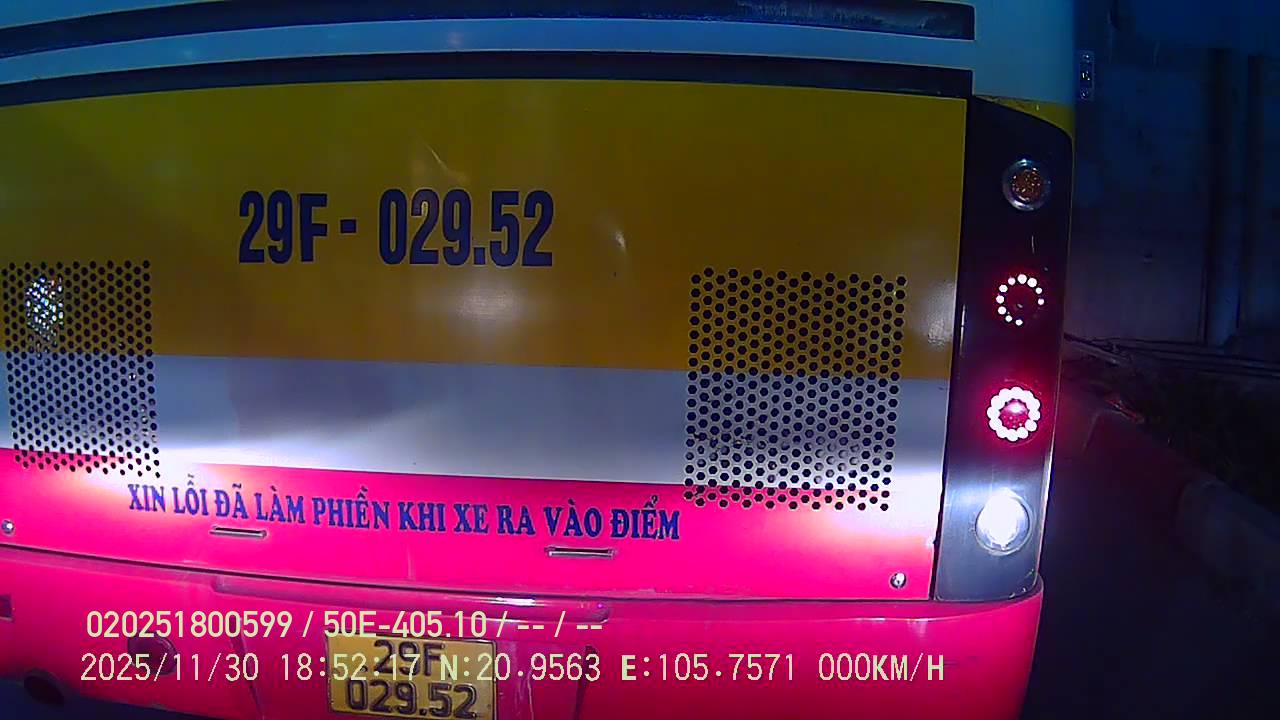 29F- 029.52
XIN LỖI ĐÃ LÀM PHIỀN KHI XE RA VÀO ĐIỂM
020251800599 / 50E-405.10 / -- / --
2025/11/30 18:52:17 N:20.9563 E:105.7571 000KM/H
29F
029.52